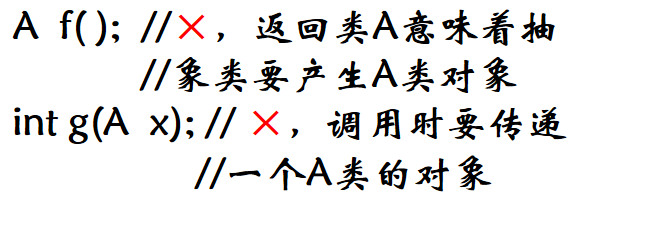 A f( ); //×，返回类A意味着抽
//象类要产生A类对象
int g(A x); // ×，调用时要传递
//一个A类的对象